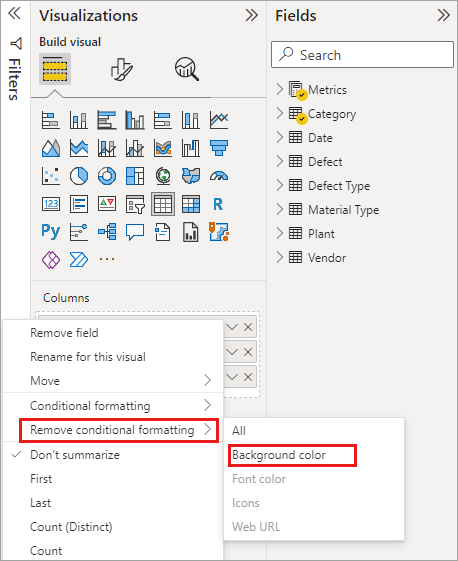 Visualizations
Build visual
Filters
Fields
Search
Metrics
Category
Date
Defect
Defect Type
Material Type
Plant
Vendor
123
R
Py
Columns
Remove field
Rename for this visual
Move
Conditional formatting
Remove conditional formatting
Don't summarize
First
Last
Count (Distinct)
Count
All
Background color
Font color
Icons
Web URL